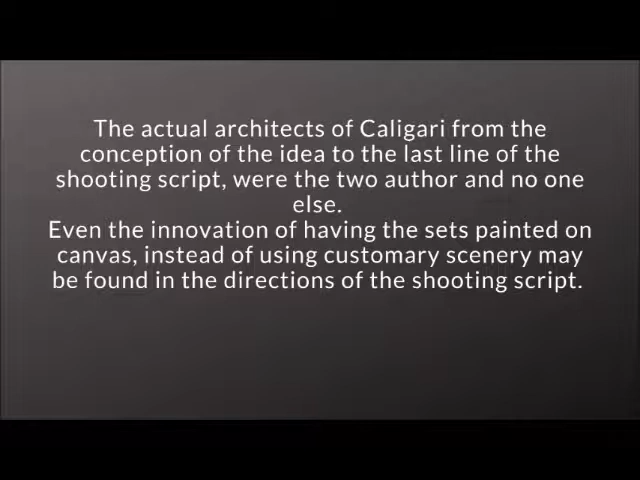 The actual architects of Caligari from the
conception of the idea to the last line of the
shooting script, were the two author and no one
else.
Even the innovation of having the sets painted on
canvas, instead of using customary scenery may
be found in the directions of the shooting script.